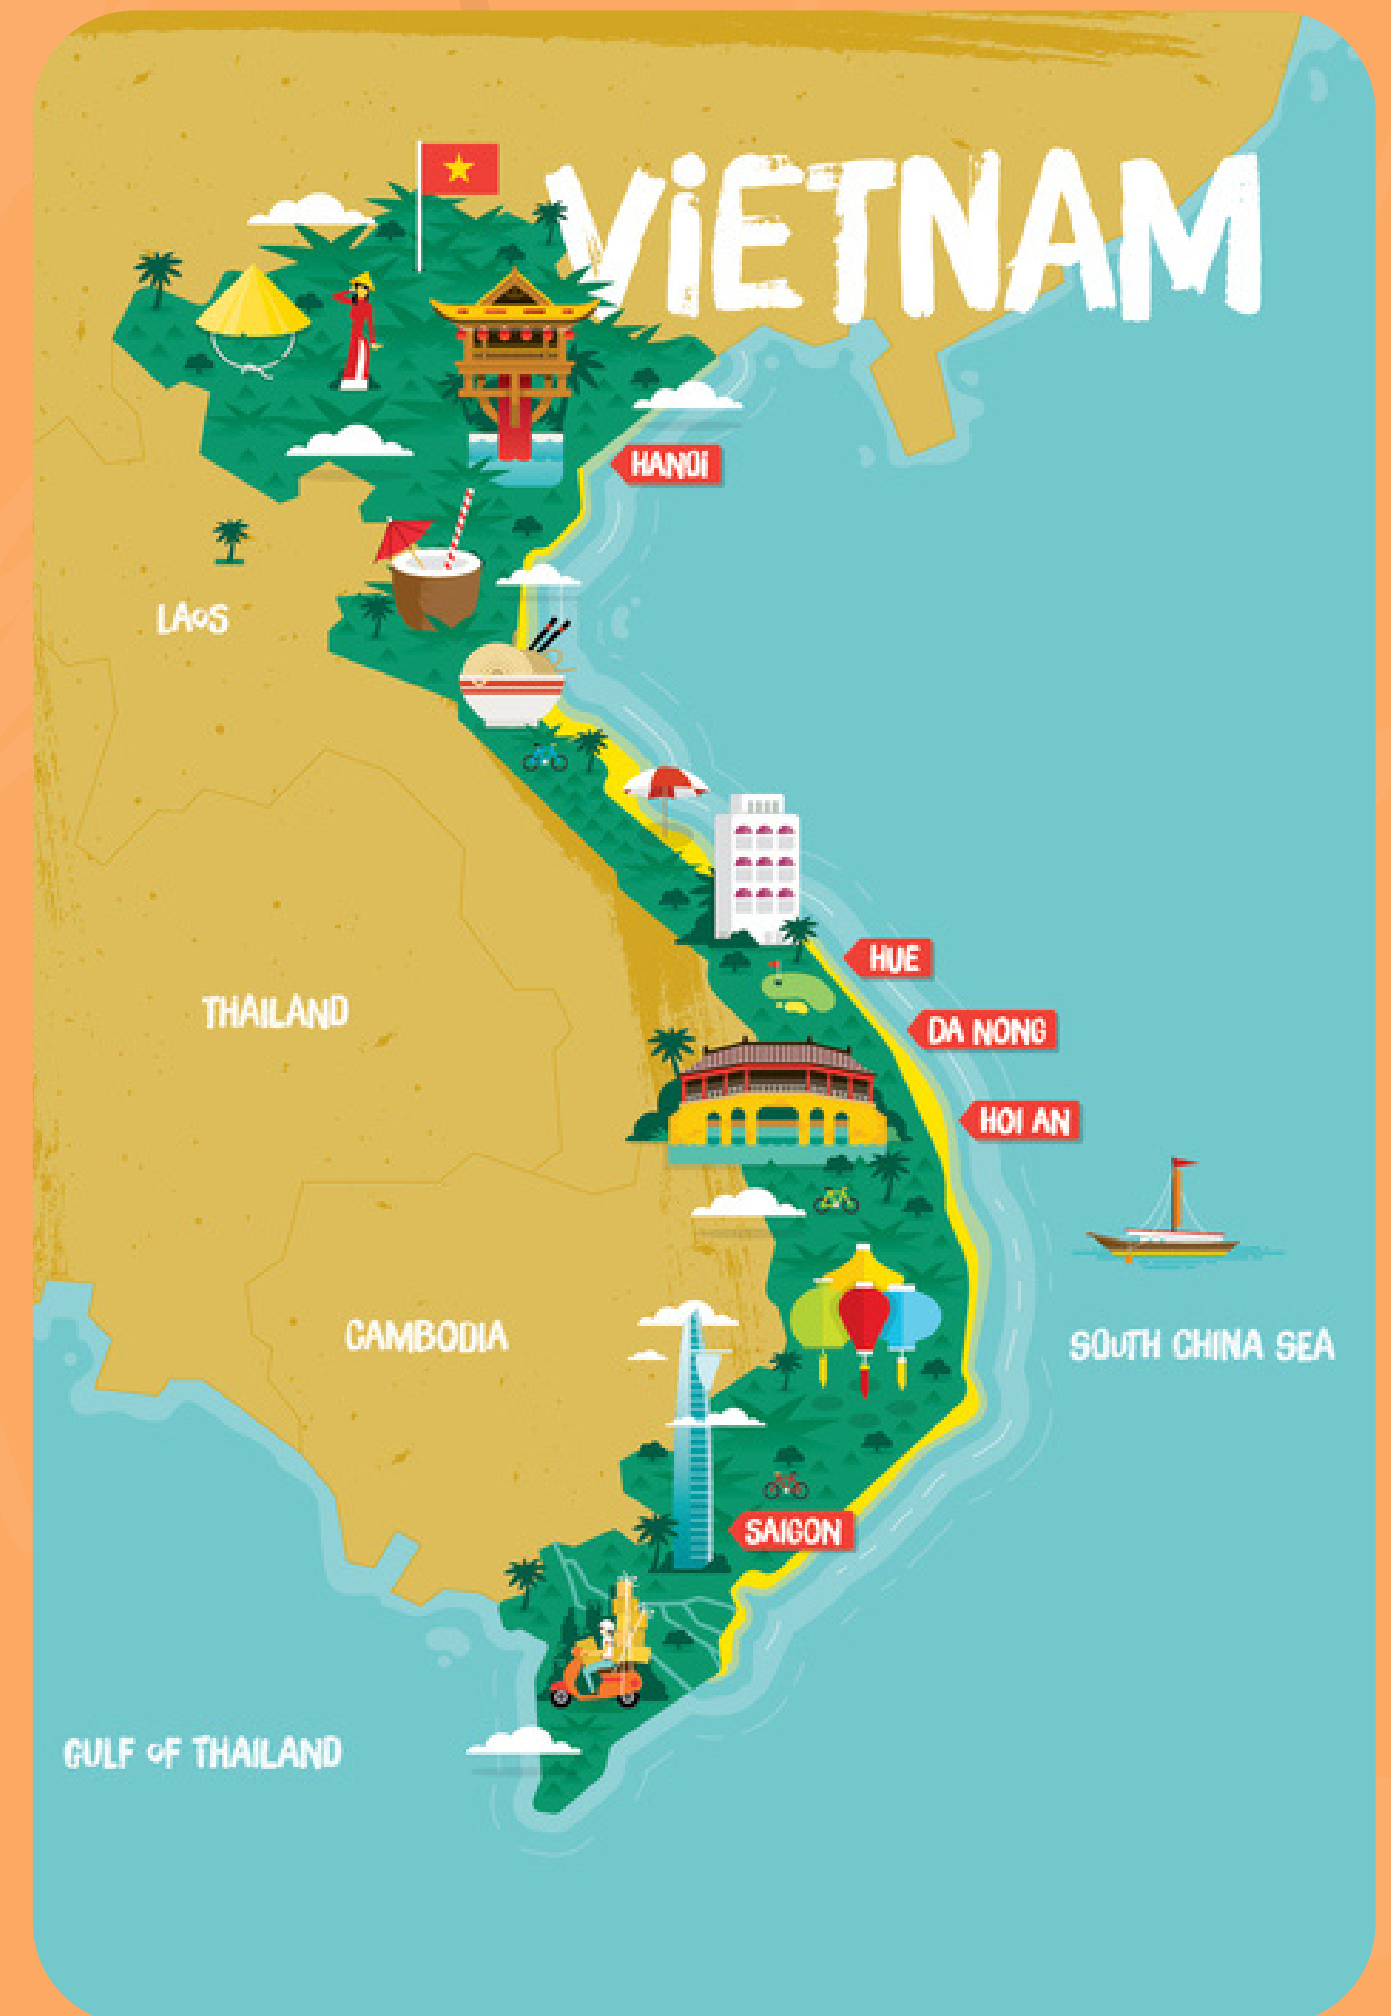 ViETNAM
HANOi
LAOS
HUE
THAILAND
DA NONG
HOI AN
CAMBODIA
SOUTH CHINA SEA
SAIGON
GULF OF THAILAND